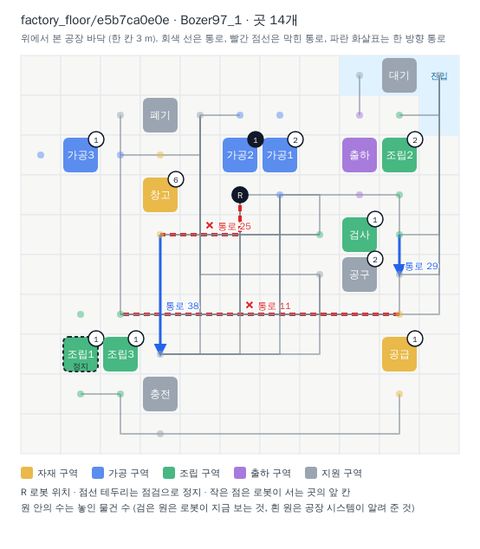 factory_floor/e5b7ca0e0e · Bozer97_1 · 곳 14개
위에서 본 공장 바닥 (한 칸 3 m). 회색 선은 통로, 빨간 점선은 막힌 통로, 파란 화살표는 한 방향 통로
대기
전입
폐기
1
1
2
2
가공3
가공2
가공1
출하
조립2
6
창고
R
✖ 통로 25
1
검사
2
공구
통로 29
통로 38
✖ 통로 11
1
1
1
조립1
정지
조립3
공급
충전
자재 구역
가공 구역
조립 구역
출하 구역
지원 구역
R 로봇 위치 · 점선 테두리는 점검으로 정지 · 작은 점은 로봇이 서는 곳의 앞 칸
원 안의 수는 놓인 물건 수 (검은 원은 로봇이 지금 보는 것, 흰 원은 공장 시스템이 알려 준 것)